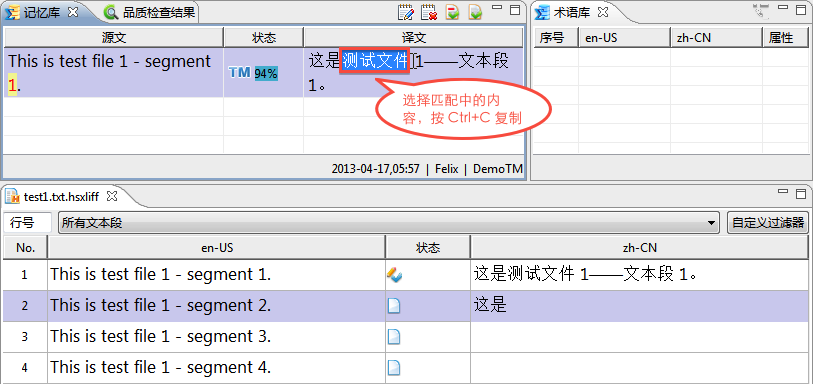 记忆库 品质检查结果
源文 状态 译文
This is test file 1 - segment 1. TM 94% 这是测试文件 1——文本段 1。
选择匹配中的内
容，按 Ctrl+C 复制
2013-04-17,05:57 | Felix | DemoTM
术语库
序号 en-US zh-CN 属性
test1.txt.hsxliff
行号 所有文本段 自定义过滤器
No. en-US 状态 zh-CN
1 This is test file 1 - segment 1. 这是测试文件 1——文本段 1。
2 This is test file 1 - segment 2. 这是
3 This is test file 1 - segment 3.
4 This is test file 1 - segment 4.